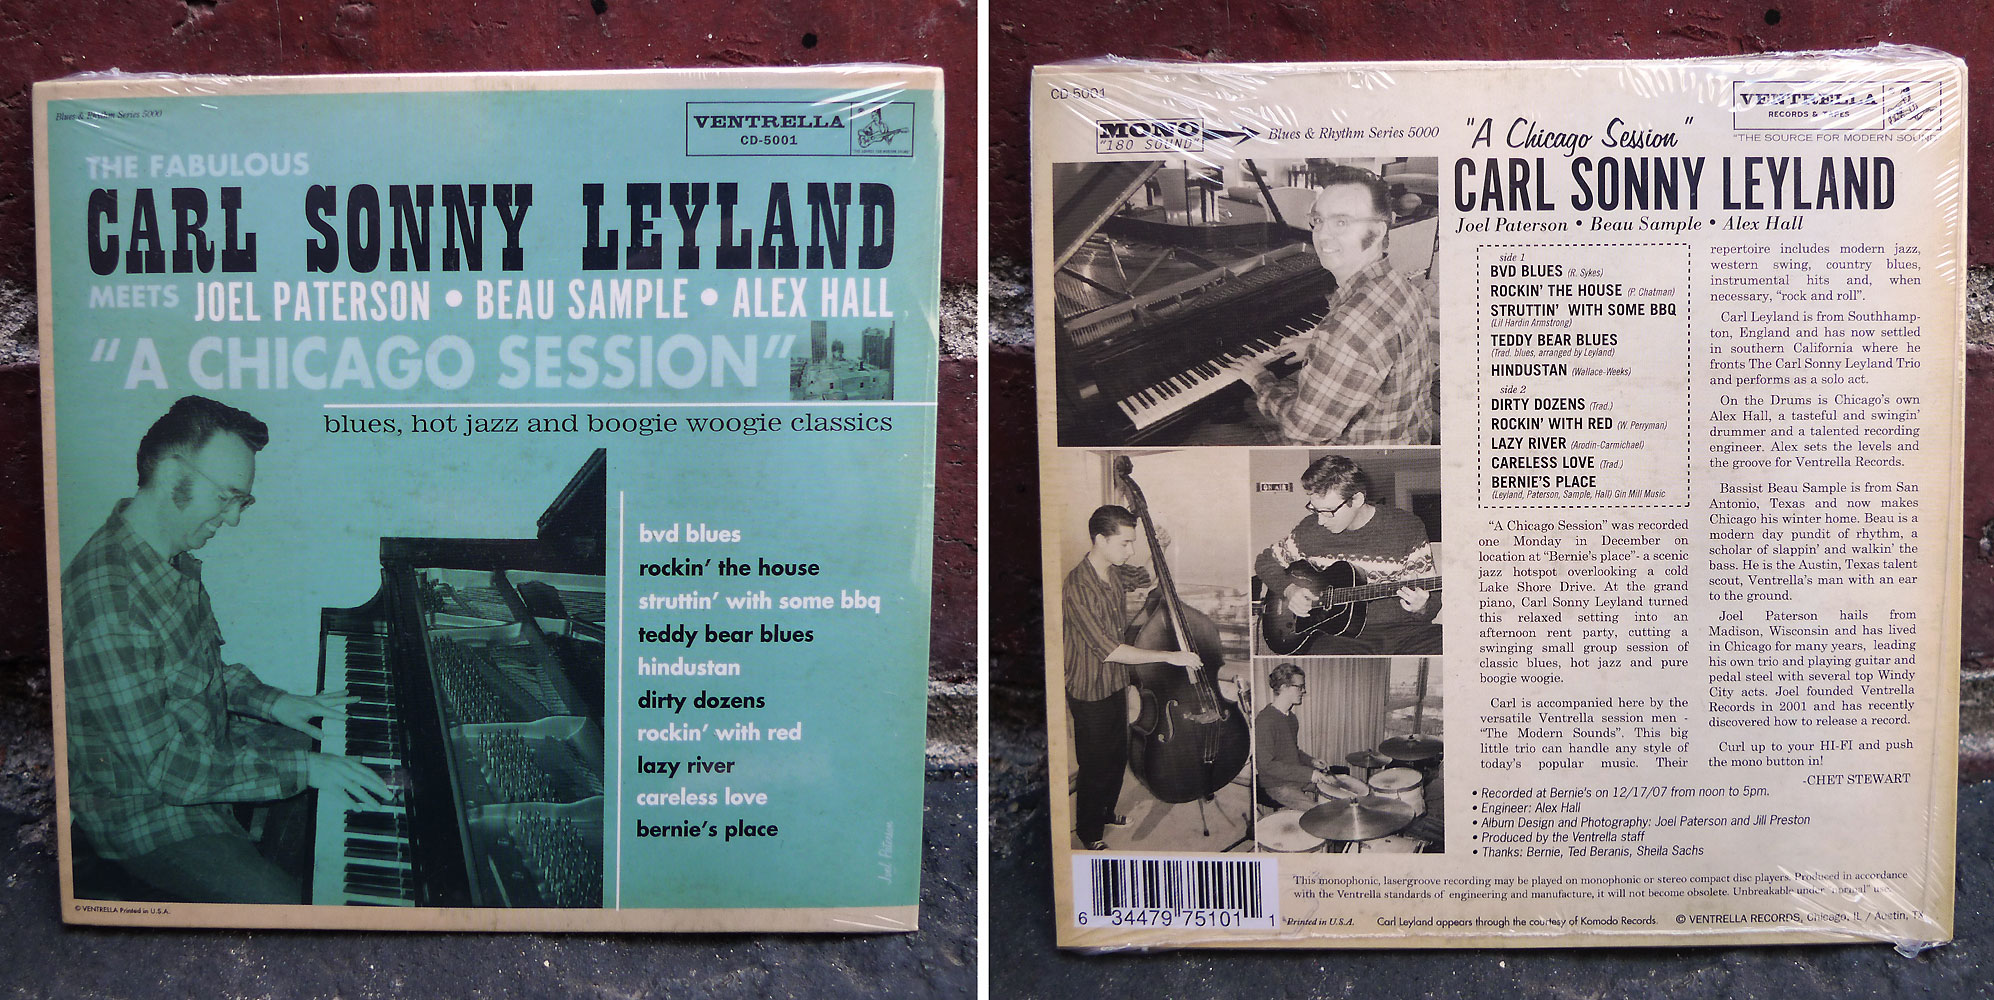 Blues & Rhythm Series 5000
VENTRELLA
CD-5001
THE FABULOUS
CARL SONNY LEYLAND
MEETS JOEL PATERSON • BEAU SAMPLE • ALEX HALL
"A CHICAGO SESSION"
blues, hot jazz and boogie woogie classics
bvd blues
rockin' the house
struttin' with some bbq
teddy bear blues
hindustan
dirty dozens
rockin' with red
lazy river
careless love
bernie's place
Joel Paterson
© VENTRELLA Printed in U.S.A.
CD-5001
MONO
"180 SOUND"
Blues & Rhythm Series 5000
VENTRELLA
RECORDS & TAPES
"THE SOURCE FOR MODERN SOUND"
"A Chicago Session"
CARL SONNY LEYLAND
Joel Paterson • Beau Sample • Alex Hall
side 1
BVD BLUES (R. Sykes)
ROCKIN' THE HOUSE (P. Chatman)
STRUTTIN' WITH SOME BBQ
(Lil Hardin Armstrong)
TEDDY BEAR BLUES
(Trad. blues, arranged by Leyland)
HINDUSTAN (Wallace-Weeks)
side 2
DIRTY DOZENS (Trad.)
ROCKIN' WITH RED (W. Perryman)
LAZY RIVER (Arodin-Carmichael)
CARELESS LOVE (Trad.)
BERNIE'S PLACE
(Leyland, Paterson, Sample, Hall) Gin Mill Music
"A Chicago Session" was recorded
one Monday in December on
location at "Bernie's place"- a scenic
jazz hotspot overlooking a cold
Lake Shore Drive. At the grand
piano, Carl Sonny Leyland turned
this relaxed setting into an
afternoon rent party, cutting a
swinging small group session of
classic blues, hot jazz and pure
boogie woogie.
Carl is accompanied here by the
versatile Ventrella session men -
"The Modern Sounds". This big
little trio can handle any style of
today's popular music. Their
repertoire includes modern jazz,
western swing, country blues,
instrumental hits and, when
necessary, "rock and roll".
Carl Leyland is from Southhamp-
ton, England and has now settled
in southern California where he
fronts The Carl Sonny Leyland Trio
and performs as a solo act.
On the Drums is Chicago's own
Alex Hall, a tasteful and swingin'
drummer and a talented recording
engineer. Alex sets the levels and
the groove for Ventrella Records.
Bassist Beau Sample is from San
Antonio, Texas and now makes
Chicago his winter home. Beau is a
modern day pundit of rhythm, a
scholar of slappin' and walkin' the
bass. He is the Austin, Texas talent
scout, Ventrella's man with an ear
to the ground.
Joel Paterson hails from
Madison, Wisconsin and has lived
in Chicago for many years, leading
his own trio and playing guitar and
pedal steel with several top Windy
City acts. Joel founded Ventrella
Records in 2001 and has recently
discovered how to release a record.
Curl up to your HI-FI and push
the mono button in!
-CHET STEWART
ON AIR
• Recorded at Bernie's on 12/17/07 from noon to 5pm.
• Engineer: Alex Hall
• Album Design and Photography: Joel Paterson and Jill Preston
• Produced by the Ventrella staff
• Thanks: Bernie, Ted Beranis, Sheila Sachs
This monophonic, lasergroove recording may be played on monophonic or stereo compact disc players. Produced in accordance
with the Ventrella standards of engineering and manufacture, it will not become obsolete. Unbreakable under "normal" use.
6 34479 75101 1
Printed in U.S.A. Carl Leyland appears through the courtesy of Komodo Records. © VENTRELLA RECORDS, Chicago, IL / Austin, TX